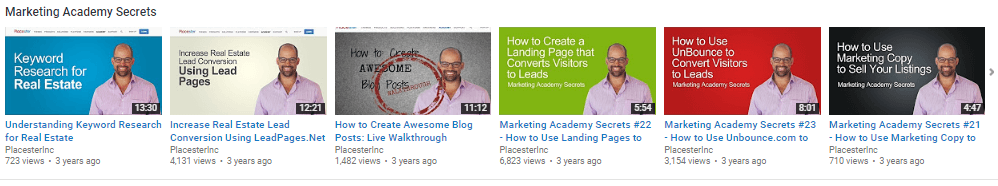 Marketing Academy Secrets
Keyword
Research for
Real Estate
13:30
Understanding Keyword Research
for Real Estate
PlacesterInc
723 views • 3 years ago
Increase Real Estate
Lead Conversion
Using Lead
Pages
12:21
Increase Real Estate Lead
Conversion Using LeadPages.Net
PlacesterInc
4,131 views • 3 years ago
How to Create
AWESOME
Blog Posts
WALKTHROUGH
11:12
How to Create Awesome Blog
Posts: Live Walkthrough
PlacesterInc
1,482 views • 3 years ago
How to Create a
Landing Page that
Converts Visitors
to Leads
Marketing Academy Secrets
5:54
Marketing Academy Secrets #22
- How to Use Landing Pages to
PlacesterInc
6,823 views • 3 years ago
How to Use
UnBounce to
Convert Visitors
to Leads
Marketing Academy Secrets
8:01
Marketing Academy Secrets #23
- How to Use Unbounce.com to
PlacesterInc
3,154 views • 3 years ago
How to Use
Marketing Copy
to Sell Your Listings
Marketing Academy Secrets
4:47
Marketing Academy Secrets #21
- How to Use Marketing Copy to
PlacesterInc
710 views • 3 years ago